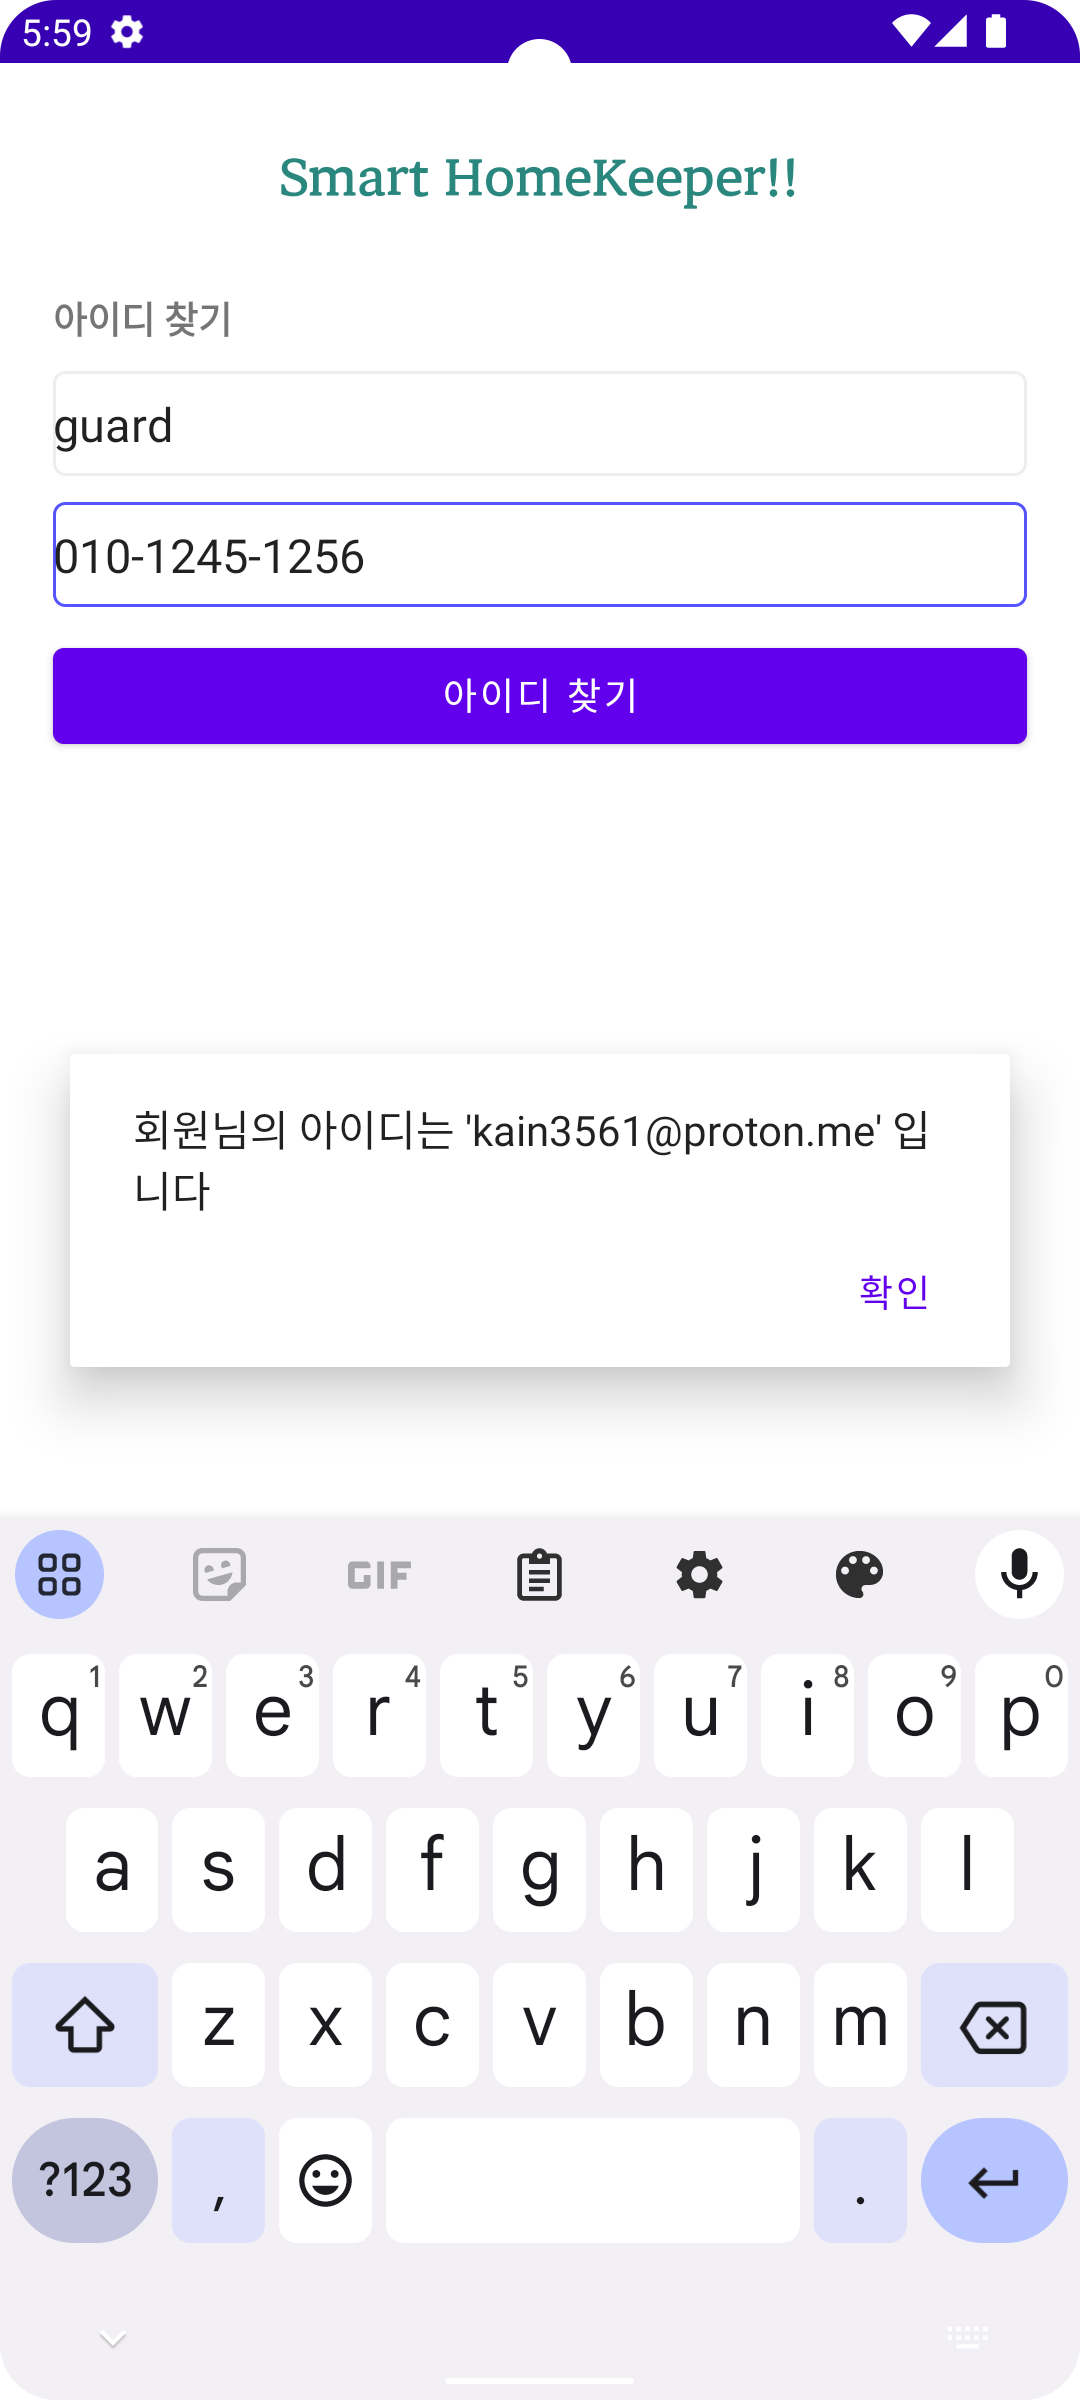 5:59
Smart HomeKeeper!!
아이디 찾기
guard
010-1245-1256
아이디 찾기
회원님의 아이디는 'kain3561@proton.me' 입
니다
확인
GIF
q 1 w 2 e 3 r 4 t 5 y 6 u 7 i 8 o 9 p 0
a s d f g h j k l
z x c v b n m
?123 , .